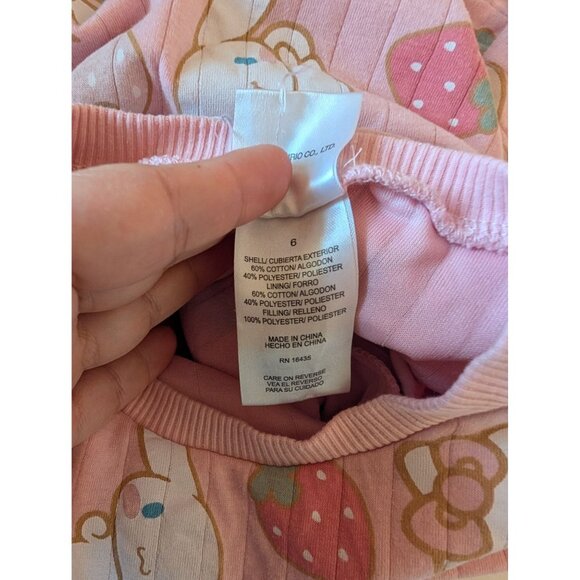 CO., LTD.
6
SHELL/ CUBIERTA EXTERIOR
60% COTTON/ ALGODON
40% POLYESTER/ POLIESTER
LINING/ FORRO
60% COTTON/ ALGODON
40% POLYESTER/ POLIESTER
FILLING/ RELLENO
100% POLYESTER/ POLIESTER
MADE IN CHINA
HECHO EN CHINA
RN 16435
CARE ON REVERSE
VEA EL REVERSO
PARA SU CUIDADO